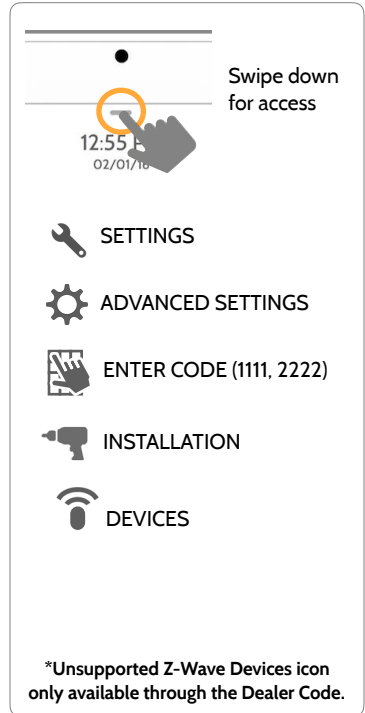 Swipe down
for access
12:55 P
02/01/18
SETTINGS
ADVANCED SETTINGS
ENTER CODE (1111, 2222)
INSTALLATION
DEVICES
*Unsupported Z-Wave Devices icon
only available through the Dealer Code.